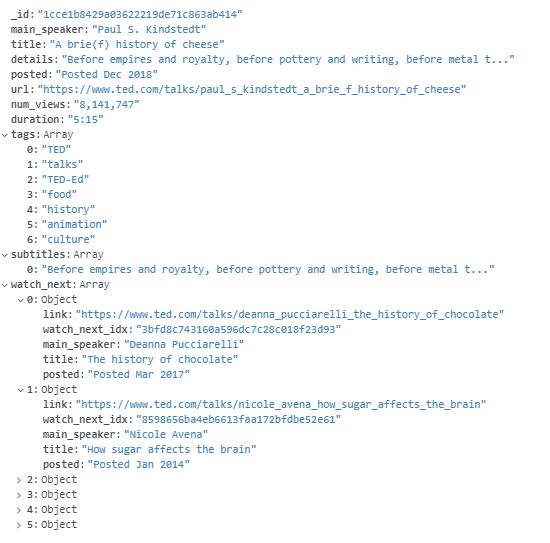 _id: "1cce1b8429a03622219de71c863ab414"
main_speaker: "Paul S. Kindstedt"
title: "A brie(f) history of cheese"
details: "Before empires and royalty, before pottery and writing, before metal t..."
posted: "Posted Dec 2018"
url: "https://www.ted.com/talks/paul_s_kindstedt_a_brie_f_history_of_cheese"
num_views: "8,141,747"
duration: "5:15"
tags: Array
0: "TED"
1: "talks"
2: "TED-Ed"
3: "food"
4: "history"
5: "animation"
6: "culture"
subtitles: Array
0: "Before empires and royalty, before pottery and writing, before metal t..."
watch_next: Array
0: Object
link: "https://www.ted.com/talks/deanna_pucciarelli_the_history_of_chocolate"
watch_next_idx: "3bfd8c743160a596dc7c28c018f23d93"
main_speaker: "Deanna Pucciarelli"
title: "The history of chocolate"
posted: "Posted Mar 2017"
1: Object
link: "https://www.ted.com/talks/nicole_avena_how_sugar_affects_the_brain"
watch_next_idx: "8598656ba4eb6613faa172bfdbe52e61"
main_speaker: "Nicole Avena"
title: "How sugar affects the brain"
posted: "Posted Jan 2014"
2: Object
3: Object
4: Object
5: Object